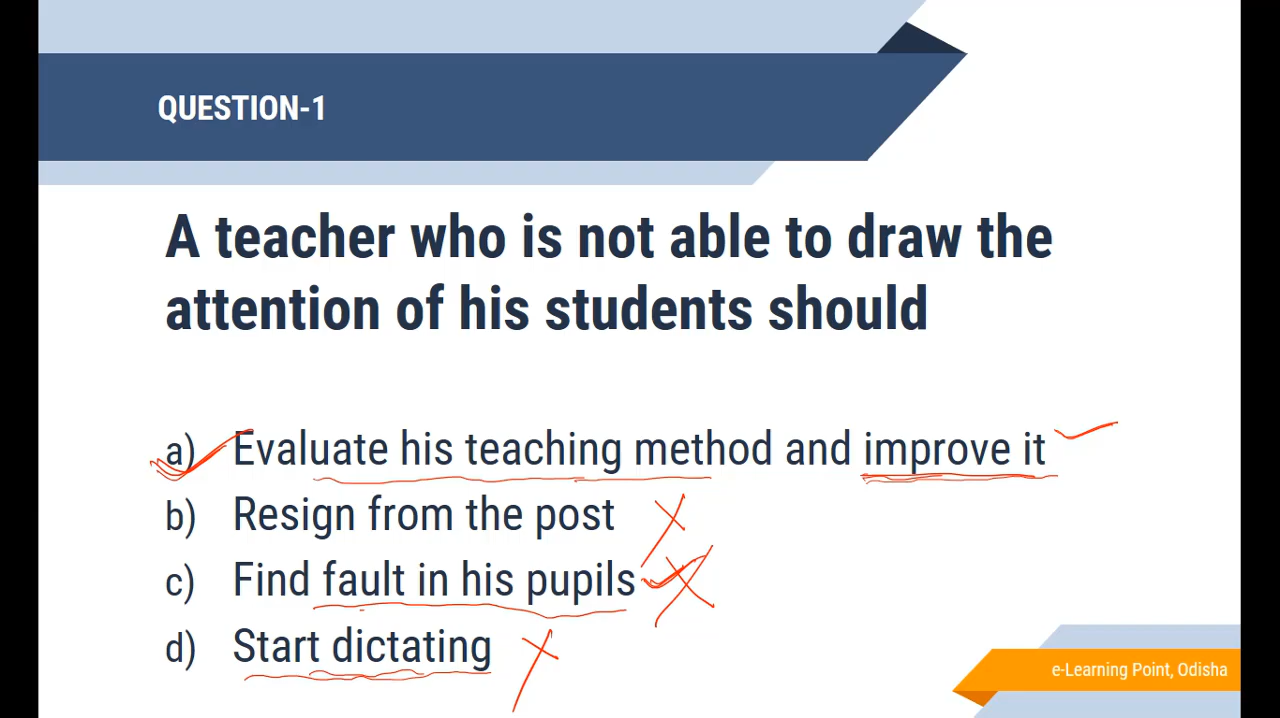 QUESTION-1
A teacher who is not able to draw the
attention of his students should
a) Evaluate his teaching method and improve it
b) Resign from the post
c) Find fault in his pupils
d) Start dictating
e-Learning Point, Odisha